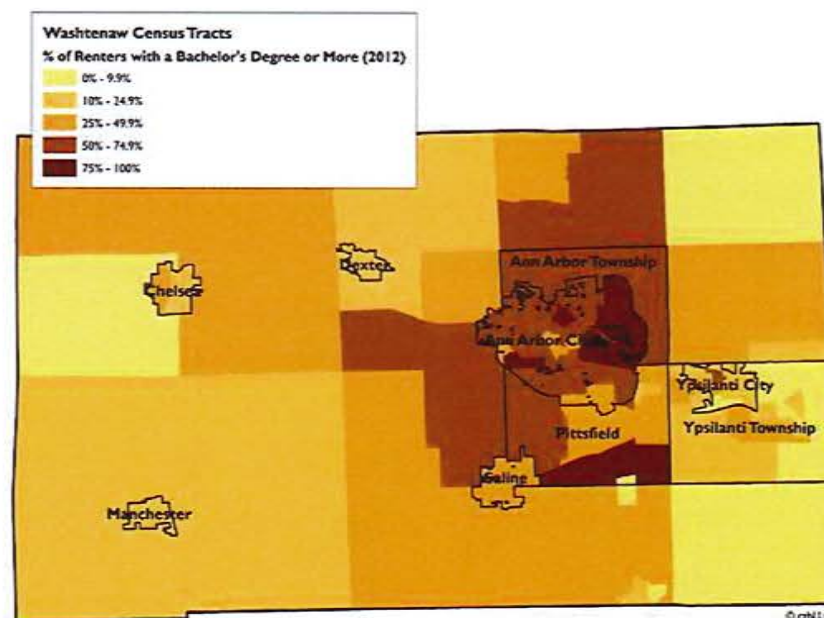 Washtenaw Census Tracts
% of Renters with a Bachelor's Degree or More (2012)
0% - 9.9%
10% - 24.9%
25% - 49.9%
50% - 74.9%
75% - 100%
Ann Arbor Township
Dexter
Chelsea
Ann Arbor City
Ypsilanti City
Pittsfield
Ypsilanti Township
Saline
Manchester